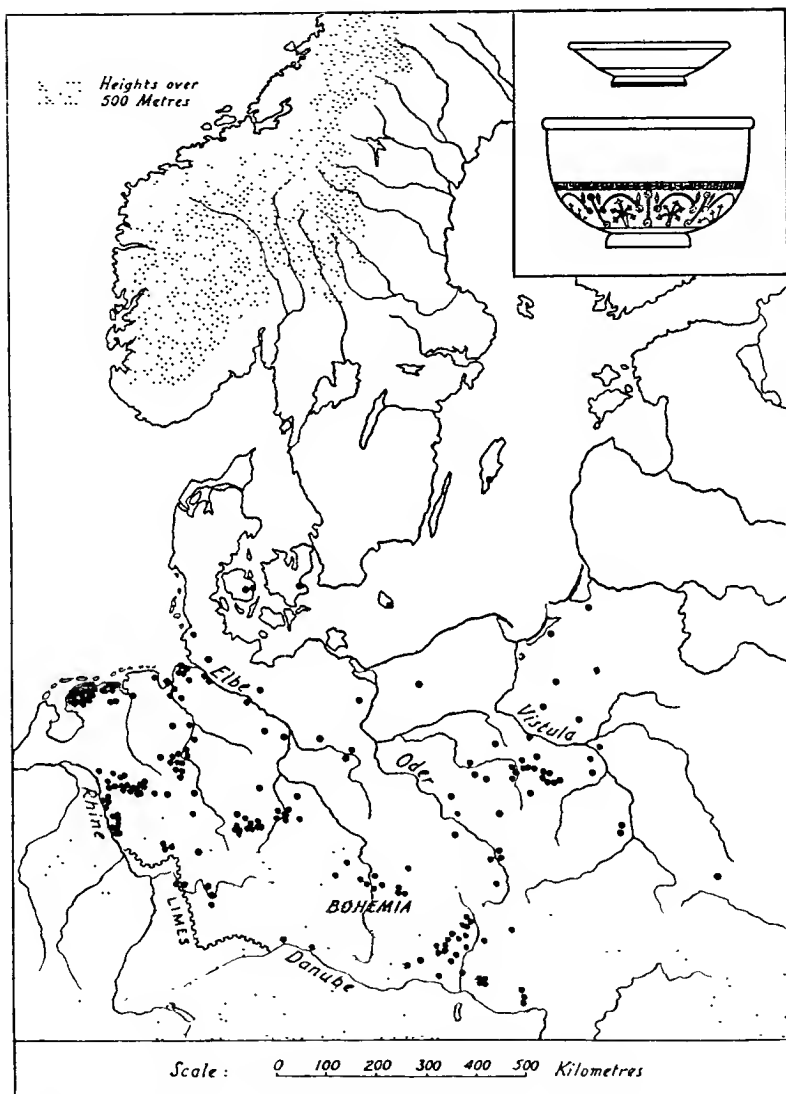 Heights over
500 Metres
Elbe
Vistula
Oder
Rhine
BOHEMIA
LIMES
Danube
Scale : 0 100 200 300 400 500 Kilometres